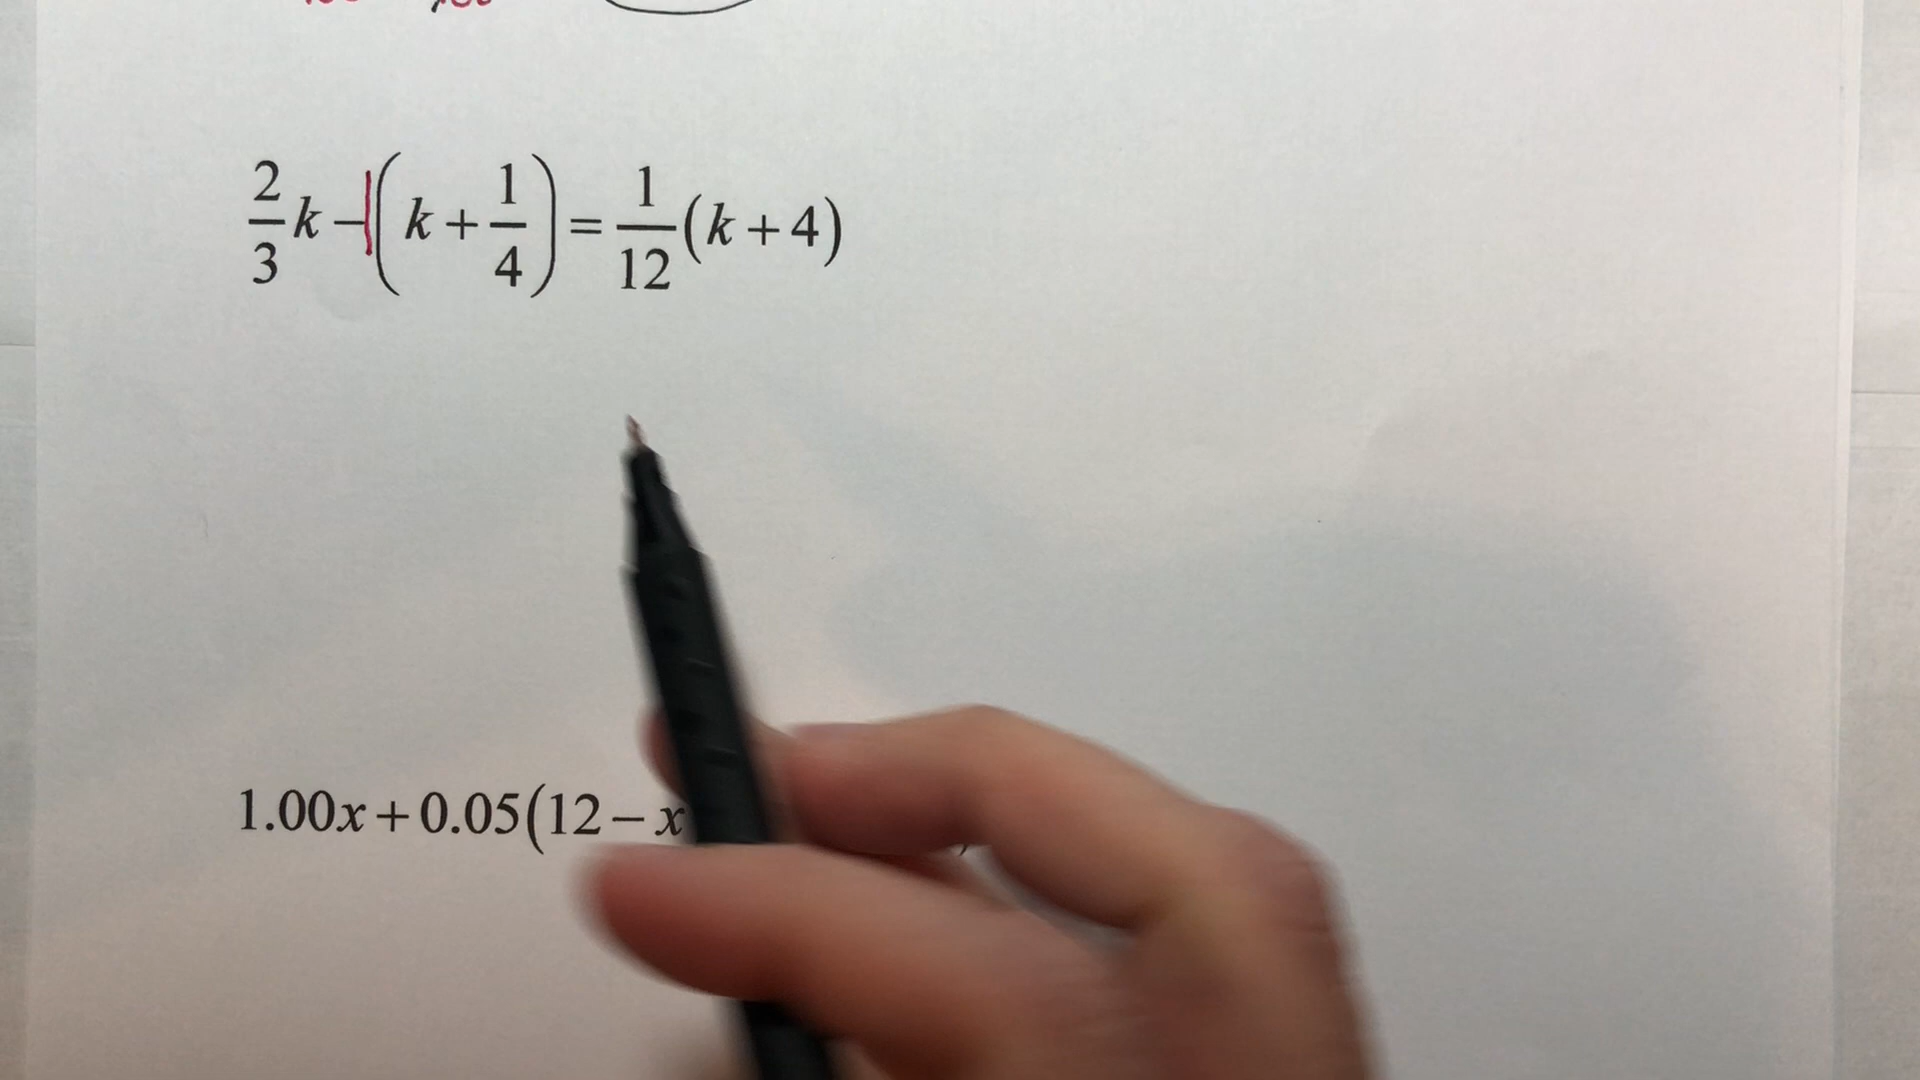 2/3 k - 1(k + 1/4) = 1/12 (k + 4)
1.00x + 0.05(12 - x